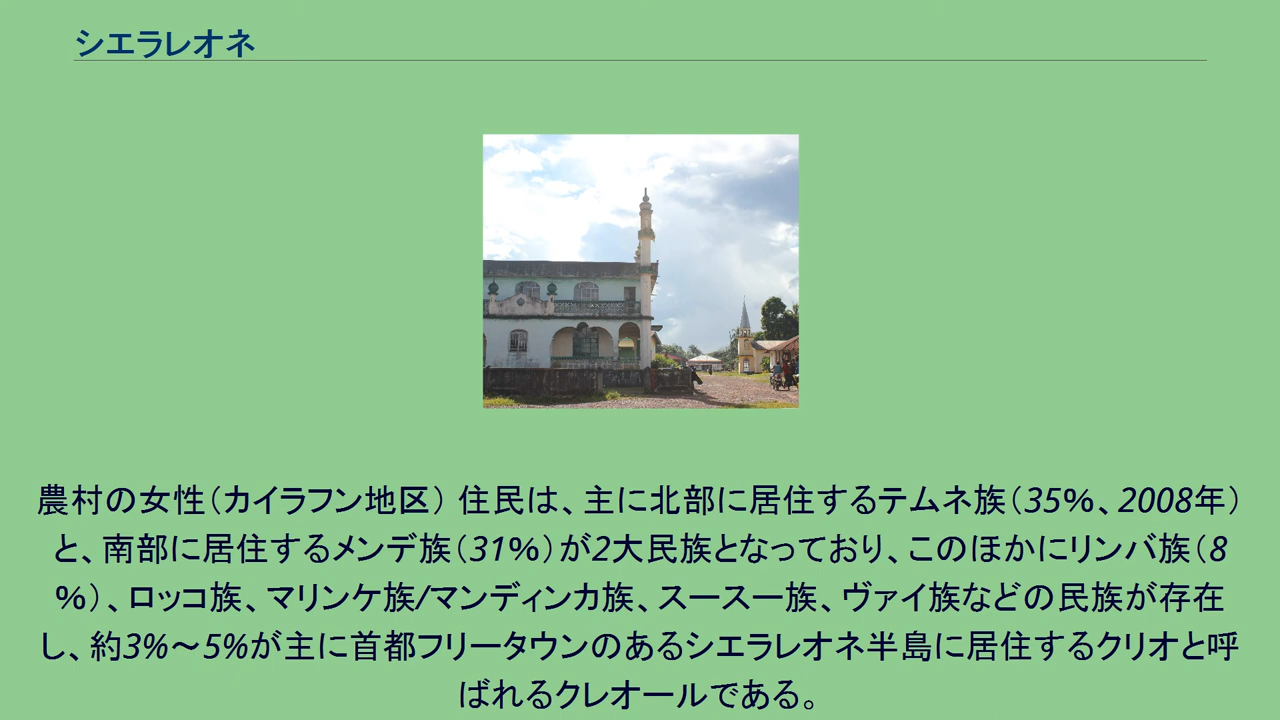 シエラレオネ
農村の女性（カイラフン地区） 住民は、主に北部に居住するテムネ族（35%、2008年）
と、南部に居住するメンデ族（31%）が2大民族となっており、このほかにリンバ族（8
%）、ロッコ族、マリンケ族/マンディンカ族、スースー族、ヴァイ族などの民族が存在
し、約3%～5%が主に首都フリータウンのあるシエラレオネ半島に居住するクリオと呼
ばれるクレオールである。